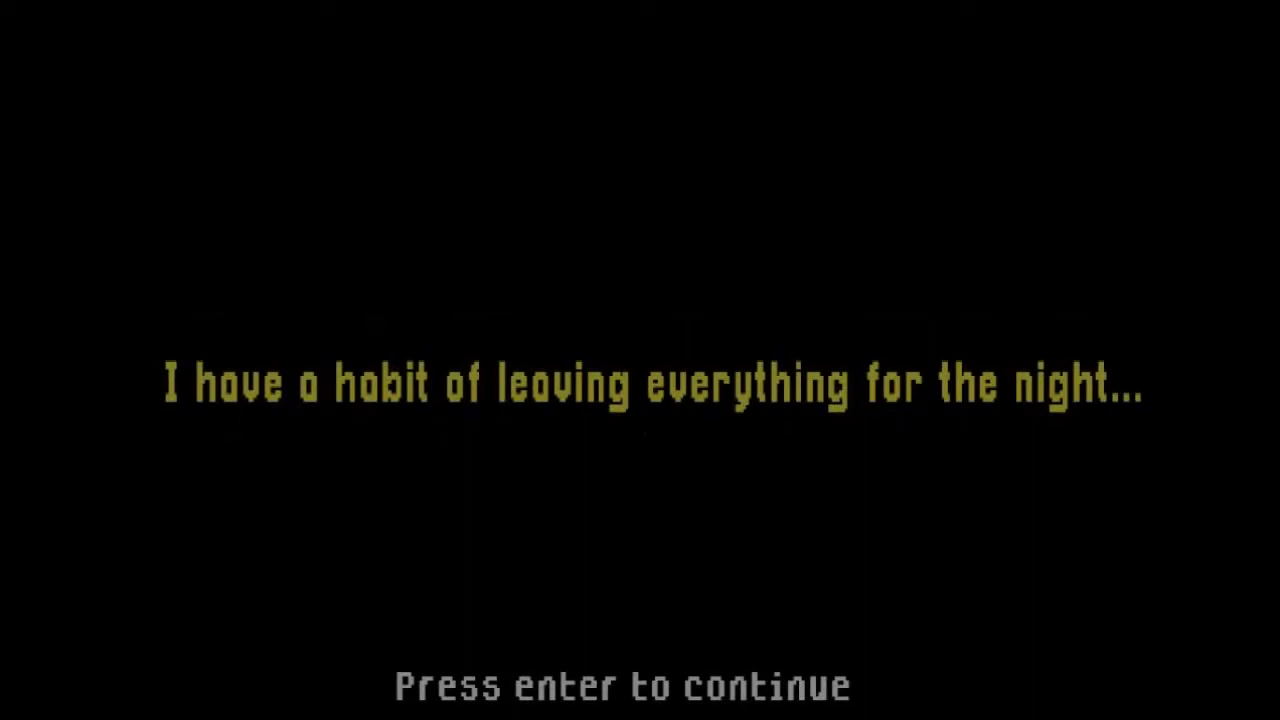 I have a habit of leaving everything for the night...
Press enter to continue